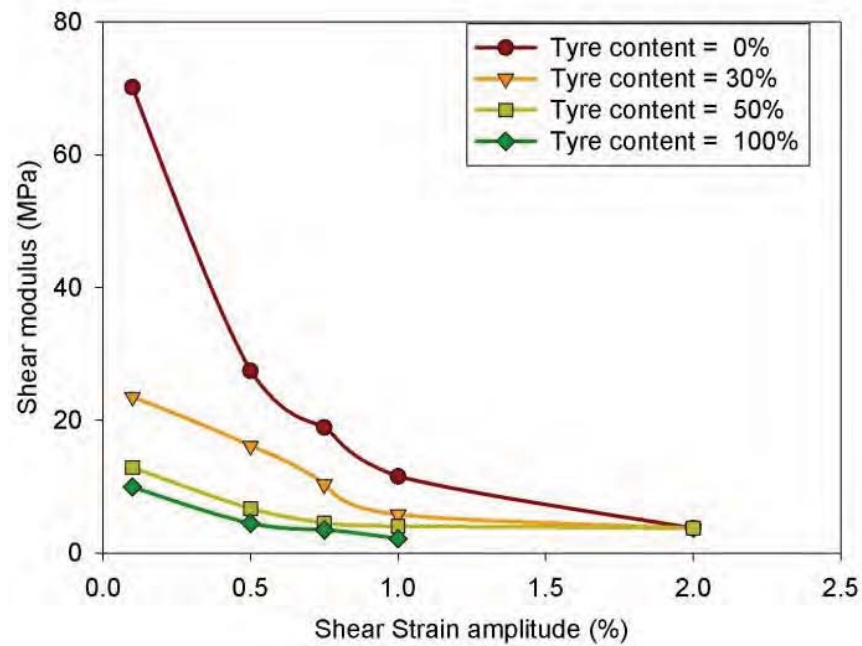 80
60
40
20
0
Shear modulus (MPa)
Tyre content = 0%
Tyre content = 30%
Tyre content = 50%
Tyre content = 100%
0.0 0.5 1.0 1.5 2.0 2.5
Shear Strain amplitude (%)